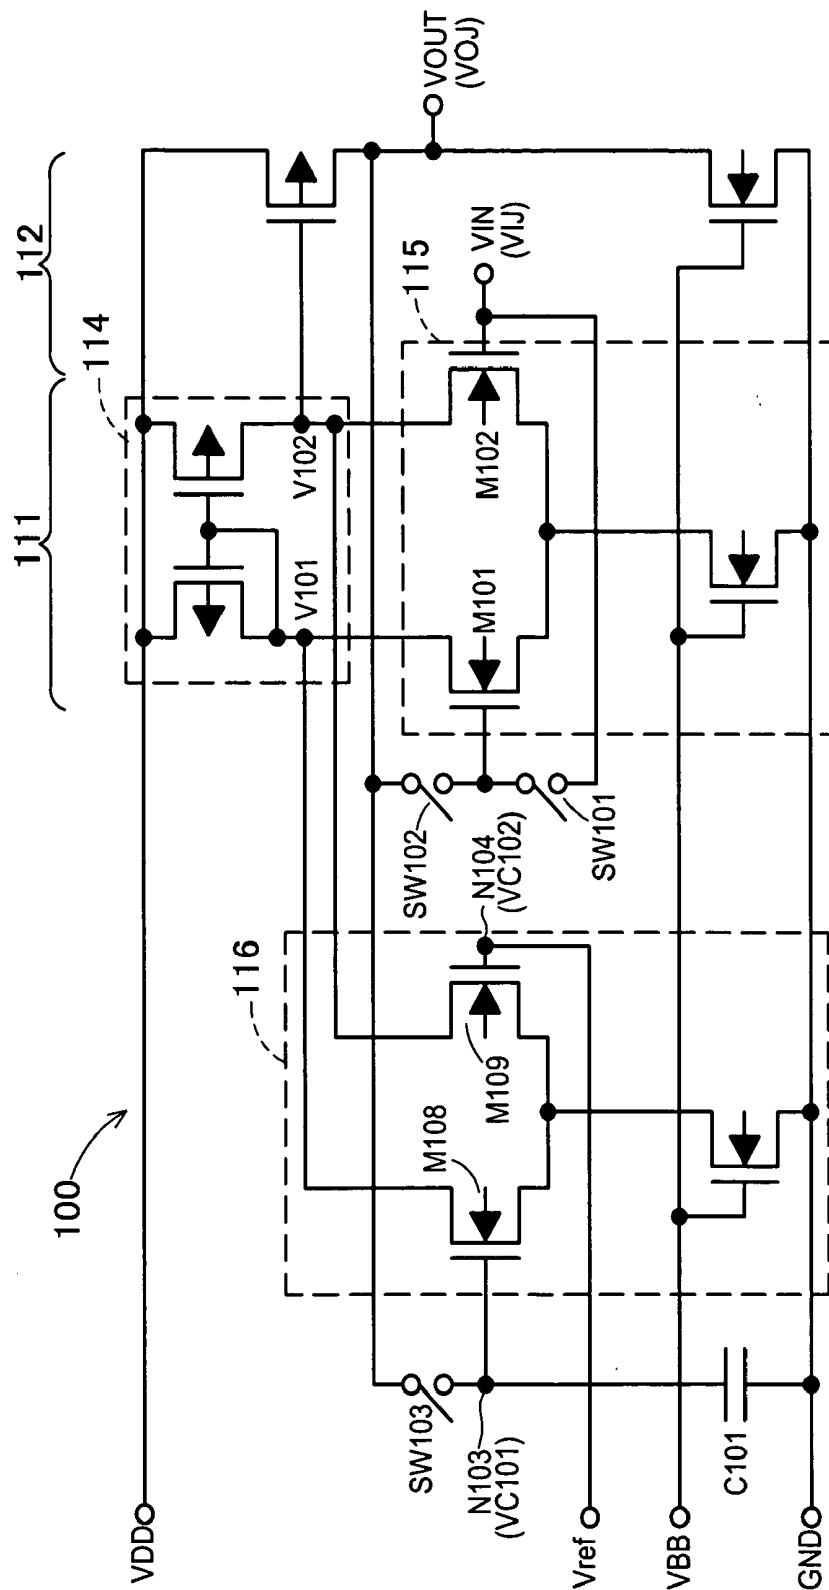 100
111
112
114
115
116
VDD
V101
V102
VOUT
(VOJ)
VIN
(VIJ)
M101
M102
SW102
SW101
N104
(VC102)
M108
M109
SW103
N103
(VC101)
Vref
VBB
C101
GND